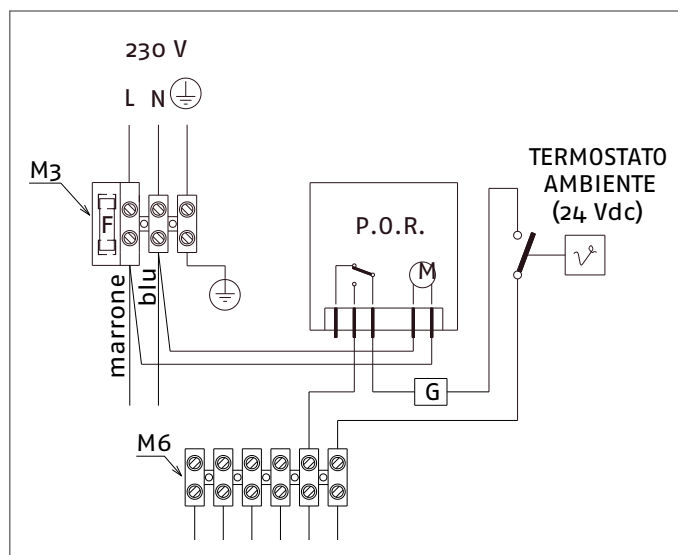 230 V
L N
M3
F
TERMOSTATO
AMBIENTE
(24 Vdc)
P.O.R.
M
marrone
blu
G
M6